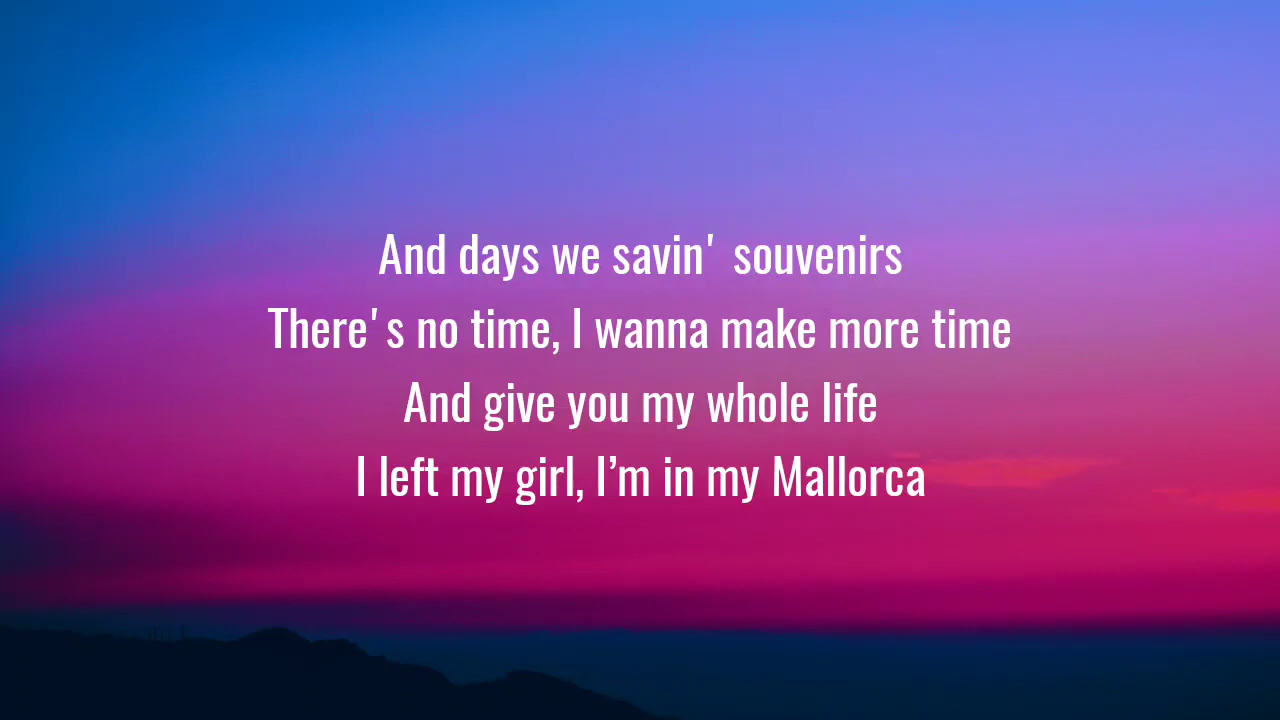 And days we savin' souvenirs
There's no time, I wanna make more time
And give you my whole life
I left my girl, I’m in my Mallorca